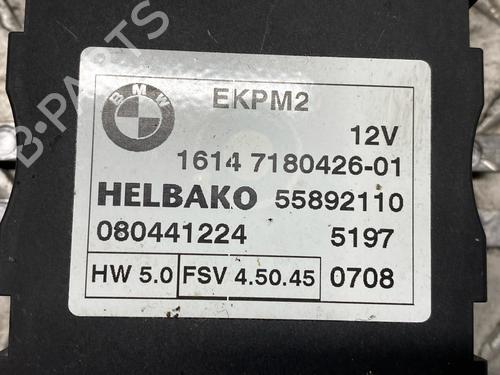 BMW
EKPM2
12V
1614 7180426-01
HELBAKO 55892110
080441224 5197
HW 5.0 FSV 4.50.45 0708
B-PARTS